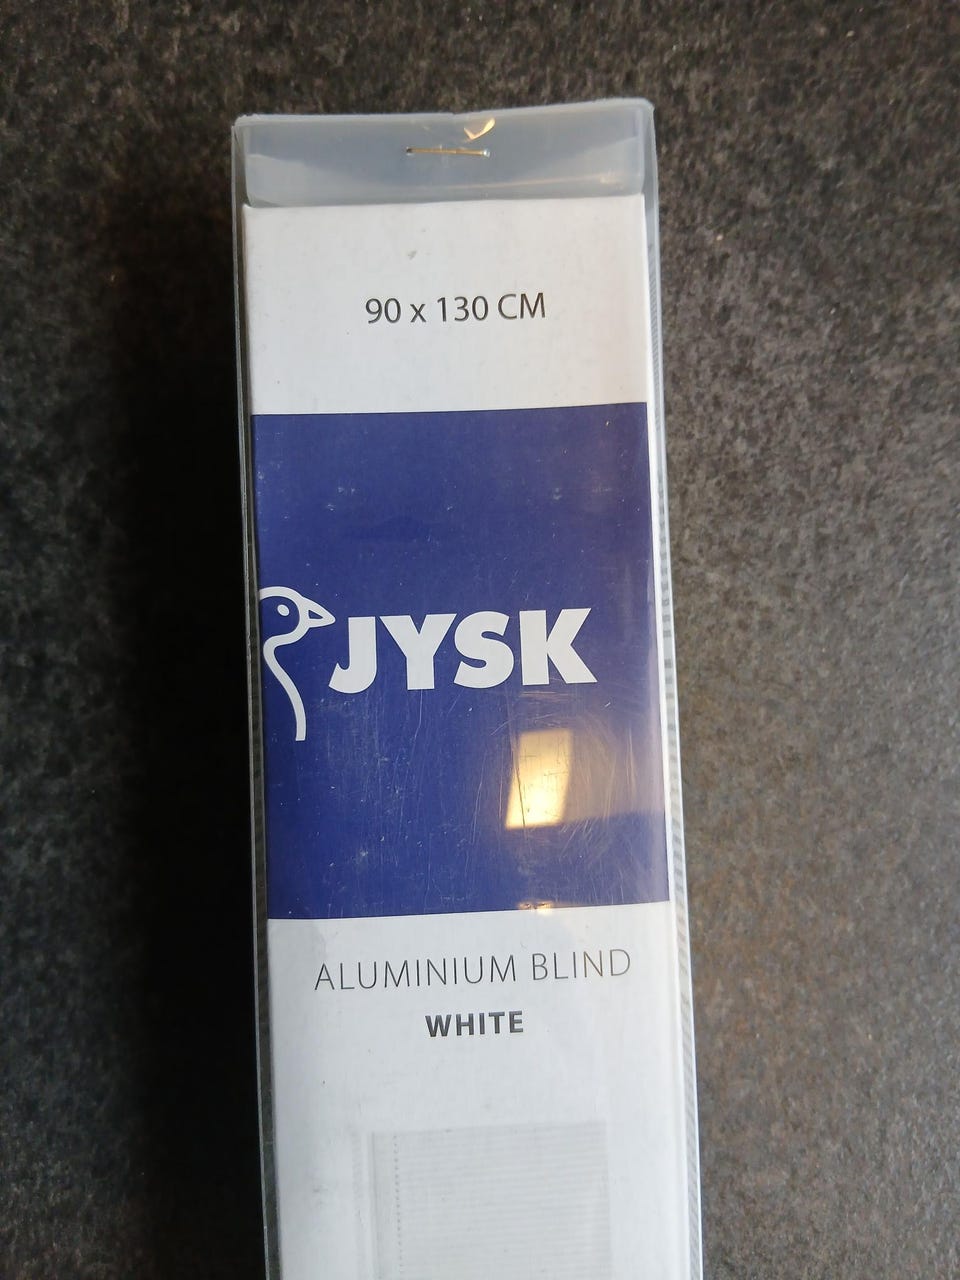 90 x 130 CM
JYSK
ALUMINIUM BLIND
WHITE